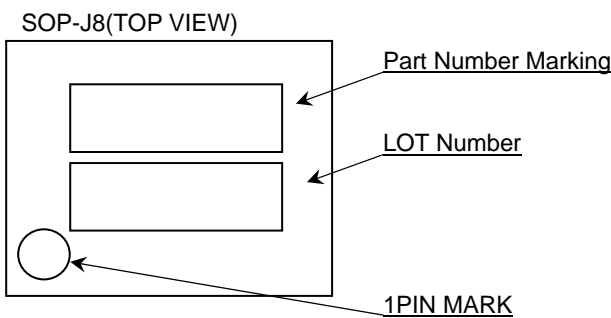 SOP-J8(TOP VIEW)
Part Number Marking
LOT Number
1PIN MARK